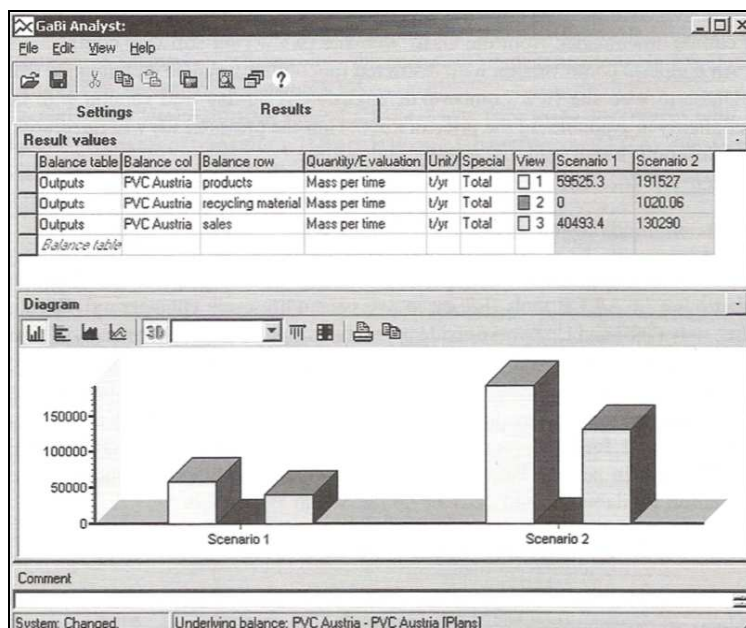 GaBi Analyst:
File Edit View Help
Settings Results
Result values
Balance table Balance col Balance row Quantity/Evaluation Unit/ Special View Scenario 1 Scenario 2
Outputs PVC Austria products Mass per time t/yr Total 1 59525.3 191527
Outputs PVC Austria recycling material Mass per time t/yr Total 2 0 1020.06
Outputs PVC Austria sales Mass per time t/yr Total 3 40493.4 130290
Balance table
Diagram
3D
150000
100000
50000
0
Scenario 1 Scenario 2
Comment
System: Changed. Underlying balance: PVC Austria - PVC Austria [Plans]